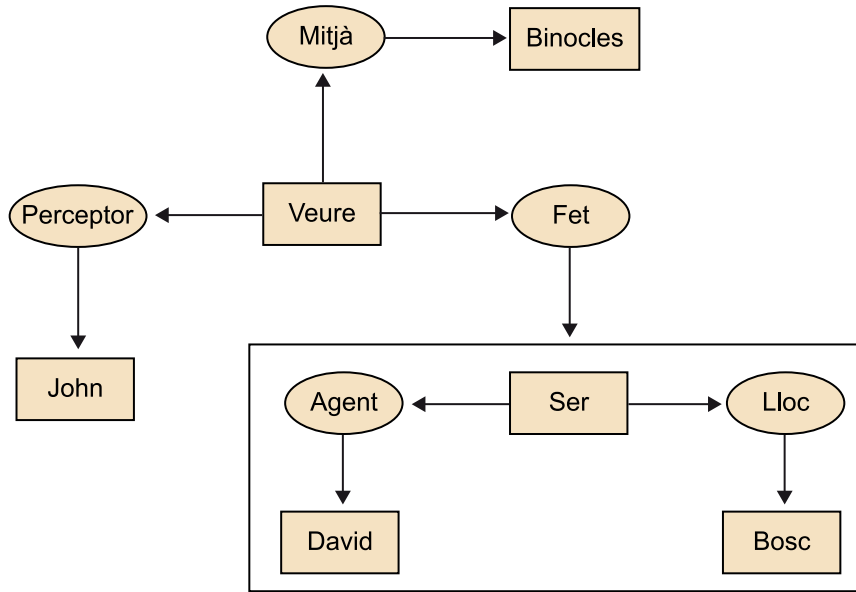 Mitjà
Binocles
Perceptor
Veure
Fet
John
Agent
Ser
Lloc
David
Bosc